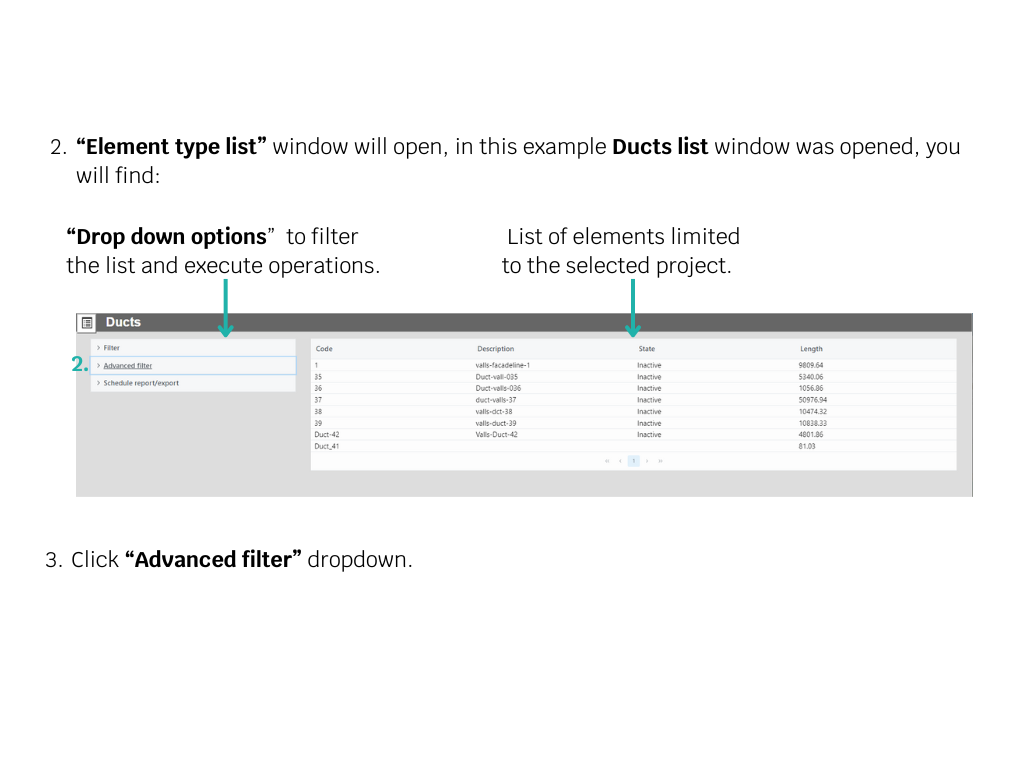 2. “Element type list” window will open, in this example Ducts list window was opened, you
will find:
“Drop down options” to filter
the list and execute operations.
List of elements limited
to the selected project.
Ducts
2.
> Filter
> Advanced filter
> Schedule report/export
Code Description State Length
1 valls-facadeline-1 Inactive 9809.64
35 Duct-vall-035 Inactive 5340.06
36 Duct-valls-036 Inactive 1056.86
37 duct-valls-37 Inactive 50976.94
38 valls-dct-38 Inactive 10474.32
39 valls-duct-39 Inactive 10838.33
Duct-42 Valls-Duct-42 Inactive 4801.86
Duct_41 81.03
1
3. Click “Advanced filter” dropdown.